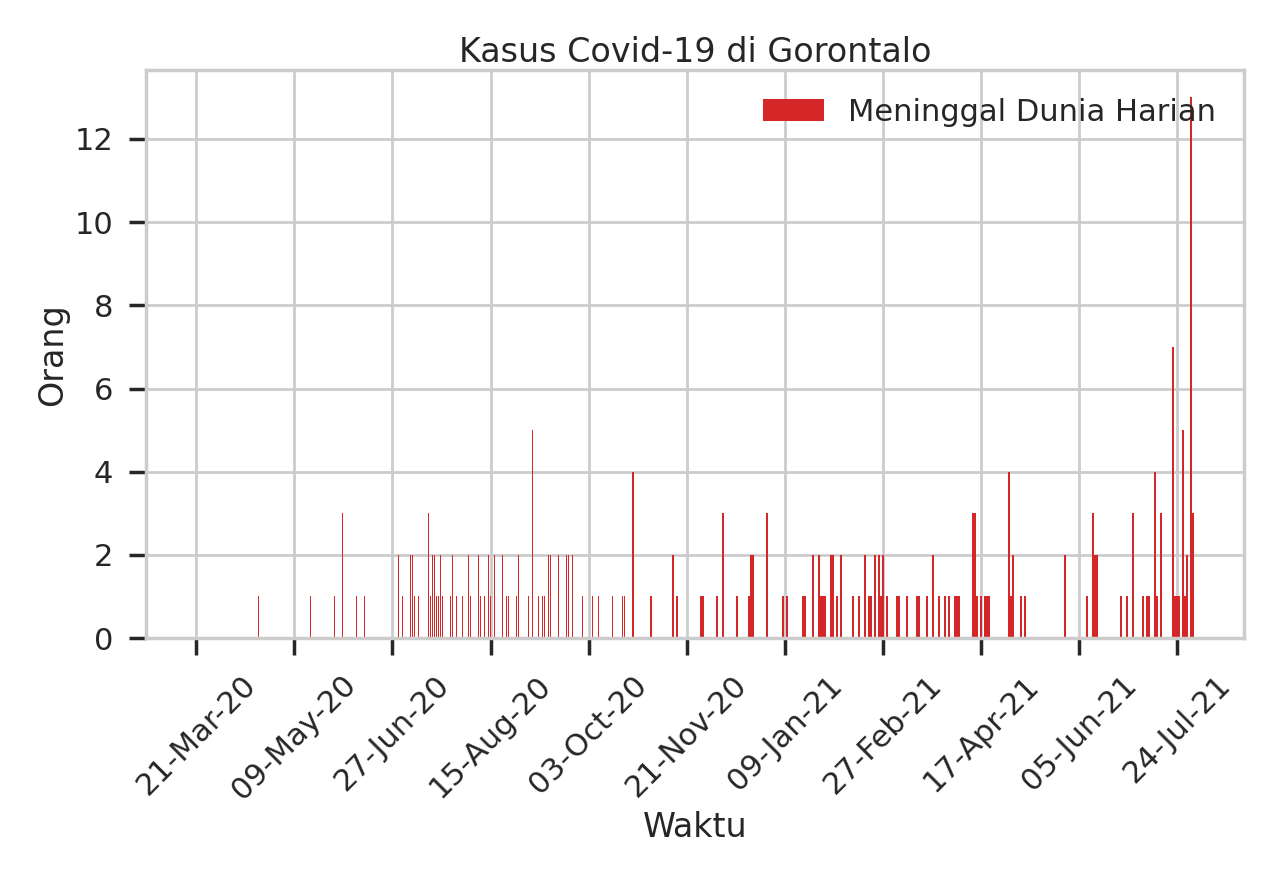 Kasus Covid-19 di Gorontalo
Meninggal Dunia Harian
12
10
8
6
4
2
0
Orang
21-Mar-20
09-May-20
27-Jun-20
15-Aug-20
03-Oct-20
21-Nov-20
09-Jan-21
27-Feb-21
17-Apr-21
05-Jun-21
24-Jul-21
Waktu